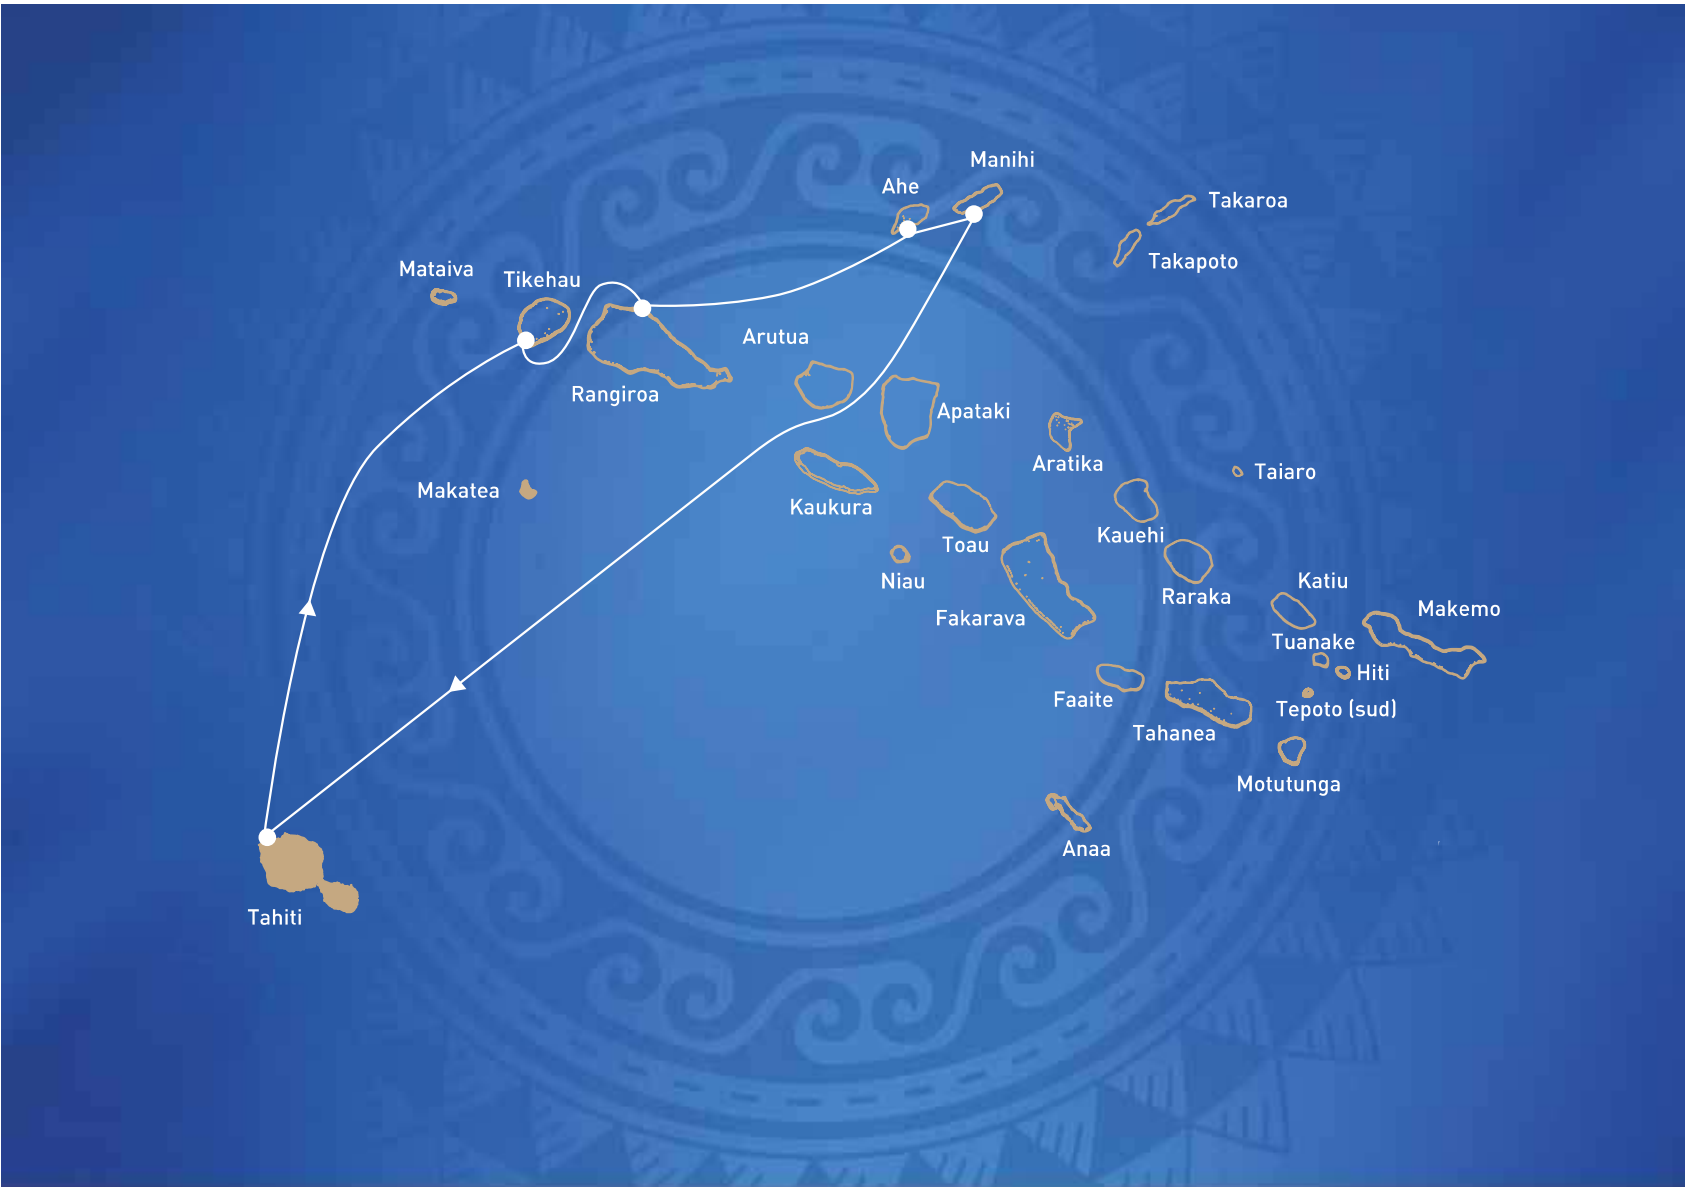 Manihi
Ahe
Takaroa
Takapoto
Mataiva
Tikehau
Arutua
Rangiroa
Apataki
Aratika
Taiaro
Makatea
Kaukura
Kauehi
Toau
Niau
Katiu
Raraka
Makemo
Fakarava
Tuanake
Hiti
Faaite
Tepoto (sud)
Tahanea
Motutunga
Anaa
Tahiti